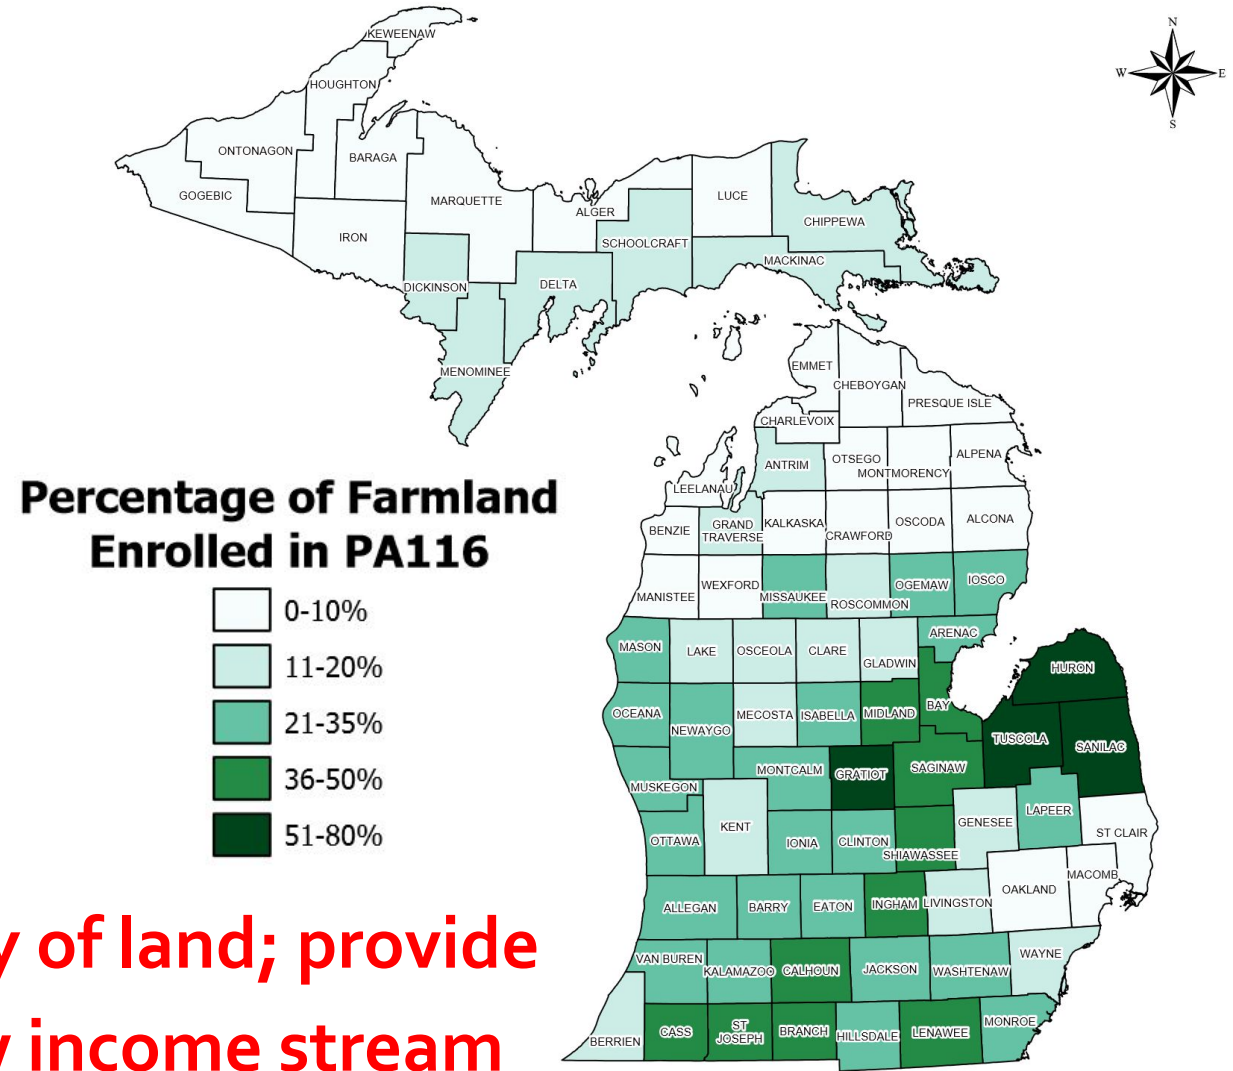 N
W E
S
KEWEENAW
HOUGHTON
ONTONAGON
BARAGA
GOGEBIC
MARQUETTE
LUCE
ALGER
CHIPPEWA
IRON
SCHOOLCRAFT
MACKINAC
DICKINSON
DELTA
MENOMINEE
EMMET
CHEBOYGAN
PRESQUE ISLE
CHARLEVOIX
ANTRIM
OTSEGO
MONTMORENCY
ALPENA
LEELANAU
BENZIE
GRAND
TRAVERSE
KALKASKA
CRAWFORD
OSCODA
ALCONA
MANISTEE
WEXFORD
MISSAUKEE
ROSCOMMON
OGEMAW
IOSCO
Percentage of Farmland
Enrolled in PA116
0-10%
11-20%
21-35%
36-50%
51-80%
MASON
LAKE
OSCEOLA
CLARE
GLADWIN
ARENAC
HURON
OCEANA
NEWAYGO
MECOSTA
ISABELLA
MIDLAND
BAY
TUSCOLA
SANILAC
MUSKEGON
MONTCALM
GRATIOT
SAGINAW
OTTAWA
KENT
IONIA
CLINTON
SHIAWASSEE
GENESEE
LAPEER
ST CLAIR
ALLEGAN
BARRY
EATON
INGHAM
LIVINGSTON
OAKLAND
MACOMB
VAN BUREN
KALAMAZOO
CALHOUN
JACKSON
WASHTENAW
WAYNE
BERRIEN
CASS
ST
JOSEPH
BRANCH
HILLSDALE
LENAWEE
MONROE
y of land; provide
y income stream